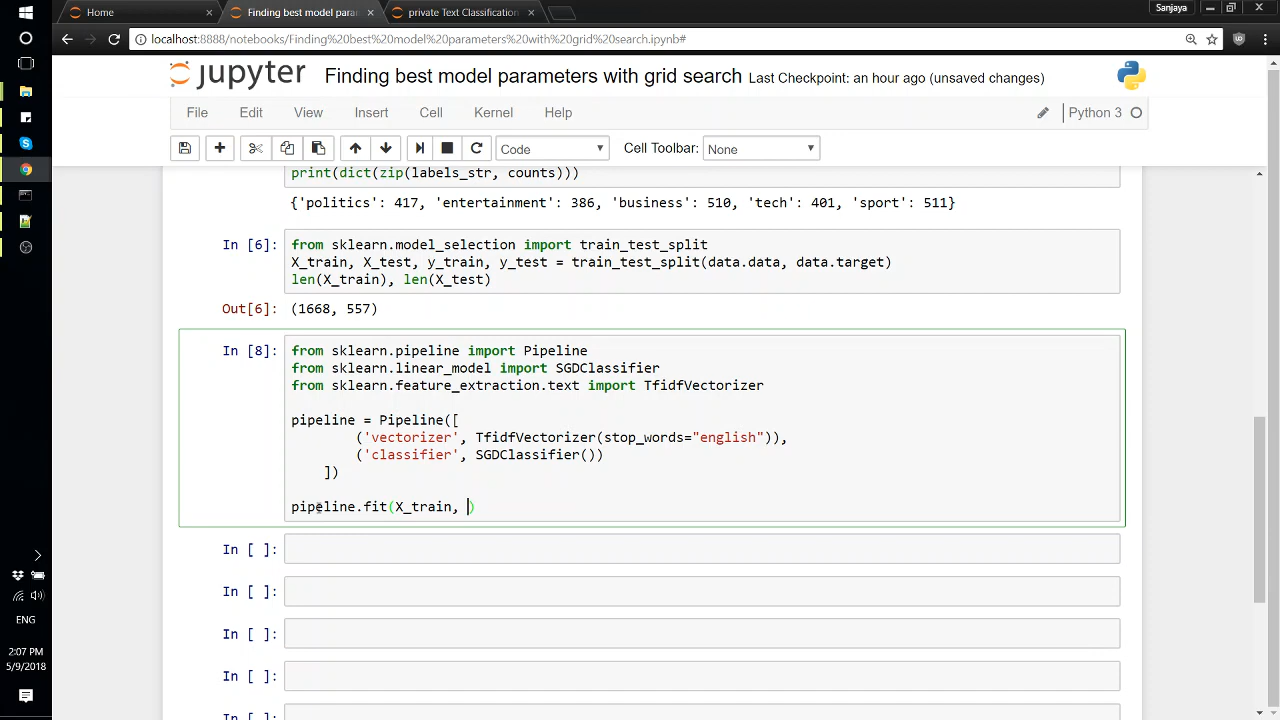 Home
Finding best model para
private Text Classification
Sanjaya
localhost:8888/notebooks/Finding%20best%20model%20parameters%20with%20grid%20search.ipynb#
jupyter Finding best model parameters with grid search Last Checkpoint: an hour ago (unsaved changes)
File Edit View Insert Cell Kernel Help Python 3
Code Cell Toolbar: None
print(dict(zip(labels_str, counts)))
{'politics': 417, 'entertainment': 386, 'business': 510, 'tech': 401, 'sport': 511}
In [6]: from sklearn.model_selection import train_test_split
X_train, X_test, y_train, y_test = train_test_split(data.data, data.target)
len(X_train), len(X_test)
Out[6]: (1668, 557)
In [8]: from sklearn.pipeline import Pipeline
from sklearn.linear_model import SGDClassifier
from sklearn.feature_extraction.text import TfidfVectorizer
pipeline = Pipeline([
('vectorizer', TfidfVectorizer(stop_words="english")),
('classifier', SGDClassifier())
])
pipeline.fit(X_train, )
In [ ]:
In [ ]:
In [ ]:
In [ ]:
ENG
2:07 PM
5/9/2018